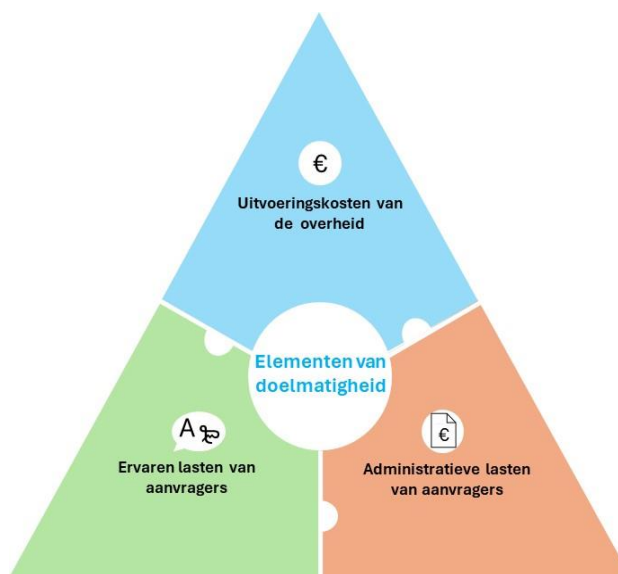 €
Uitvoeringskosten van
de overheid
Elementen van
doelmatigheid
A
Ervaren lasten van
aanvragers
€
Administratieve lasten
van aanvragers